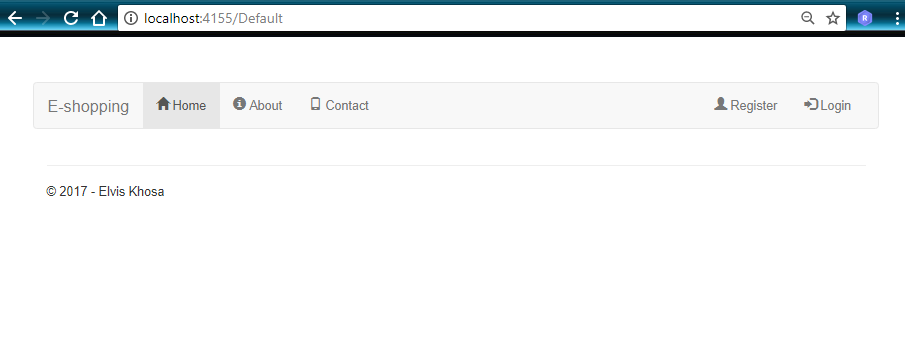 localhost:4155/Default
E-shopping Home About Contact Register Login
© 2017 - Elvis Khosa